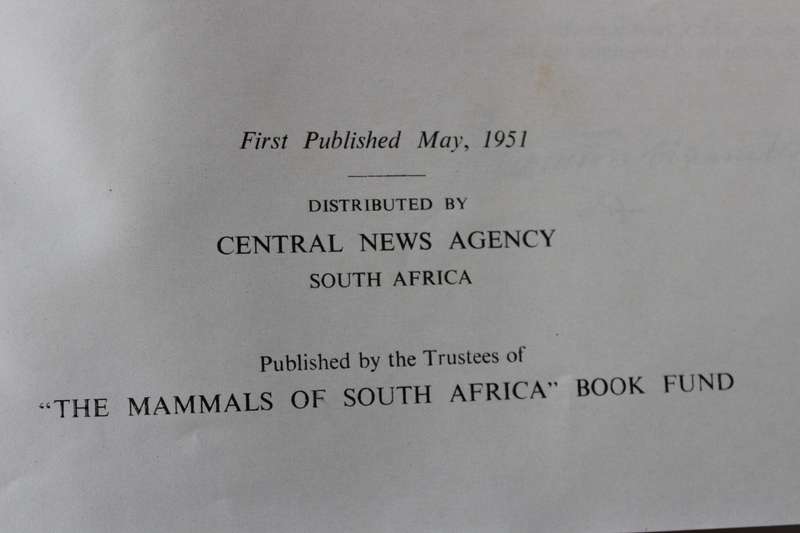 First Published May, 1951
DISTRIBUTED BY
CENTRAL NEWS AGENCY
SOUTH AFRICA
Published by the Trustees of
“THE MAMMALS OF SOUTH AFRICA” BOOK FUND